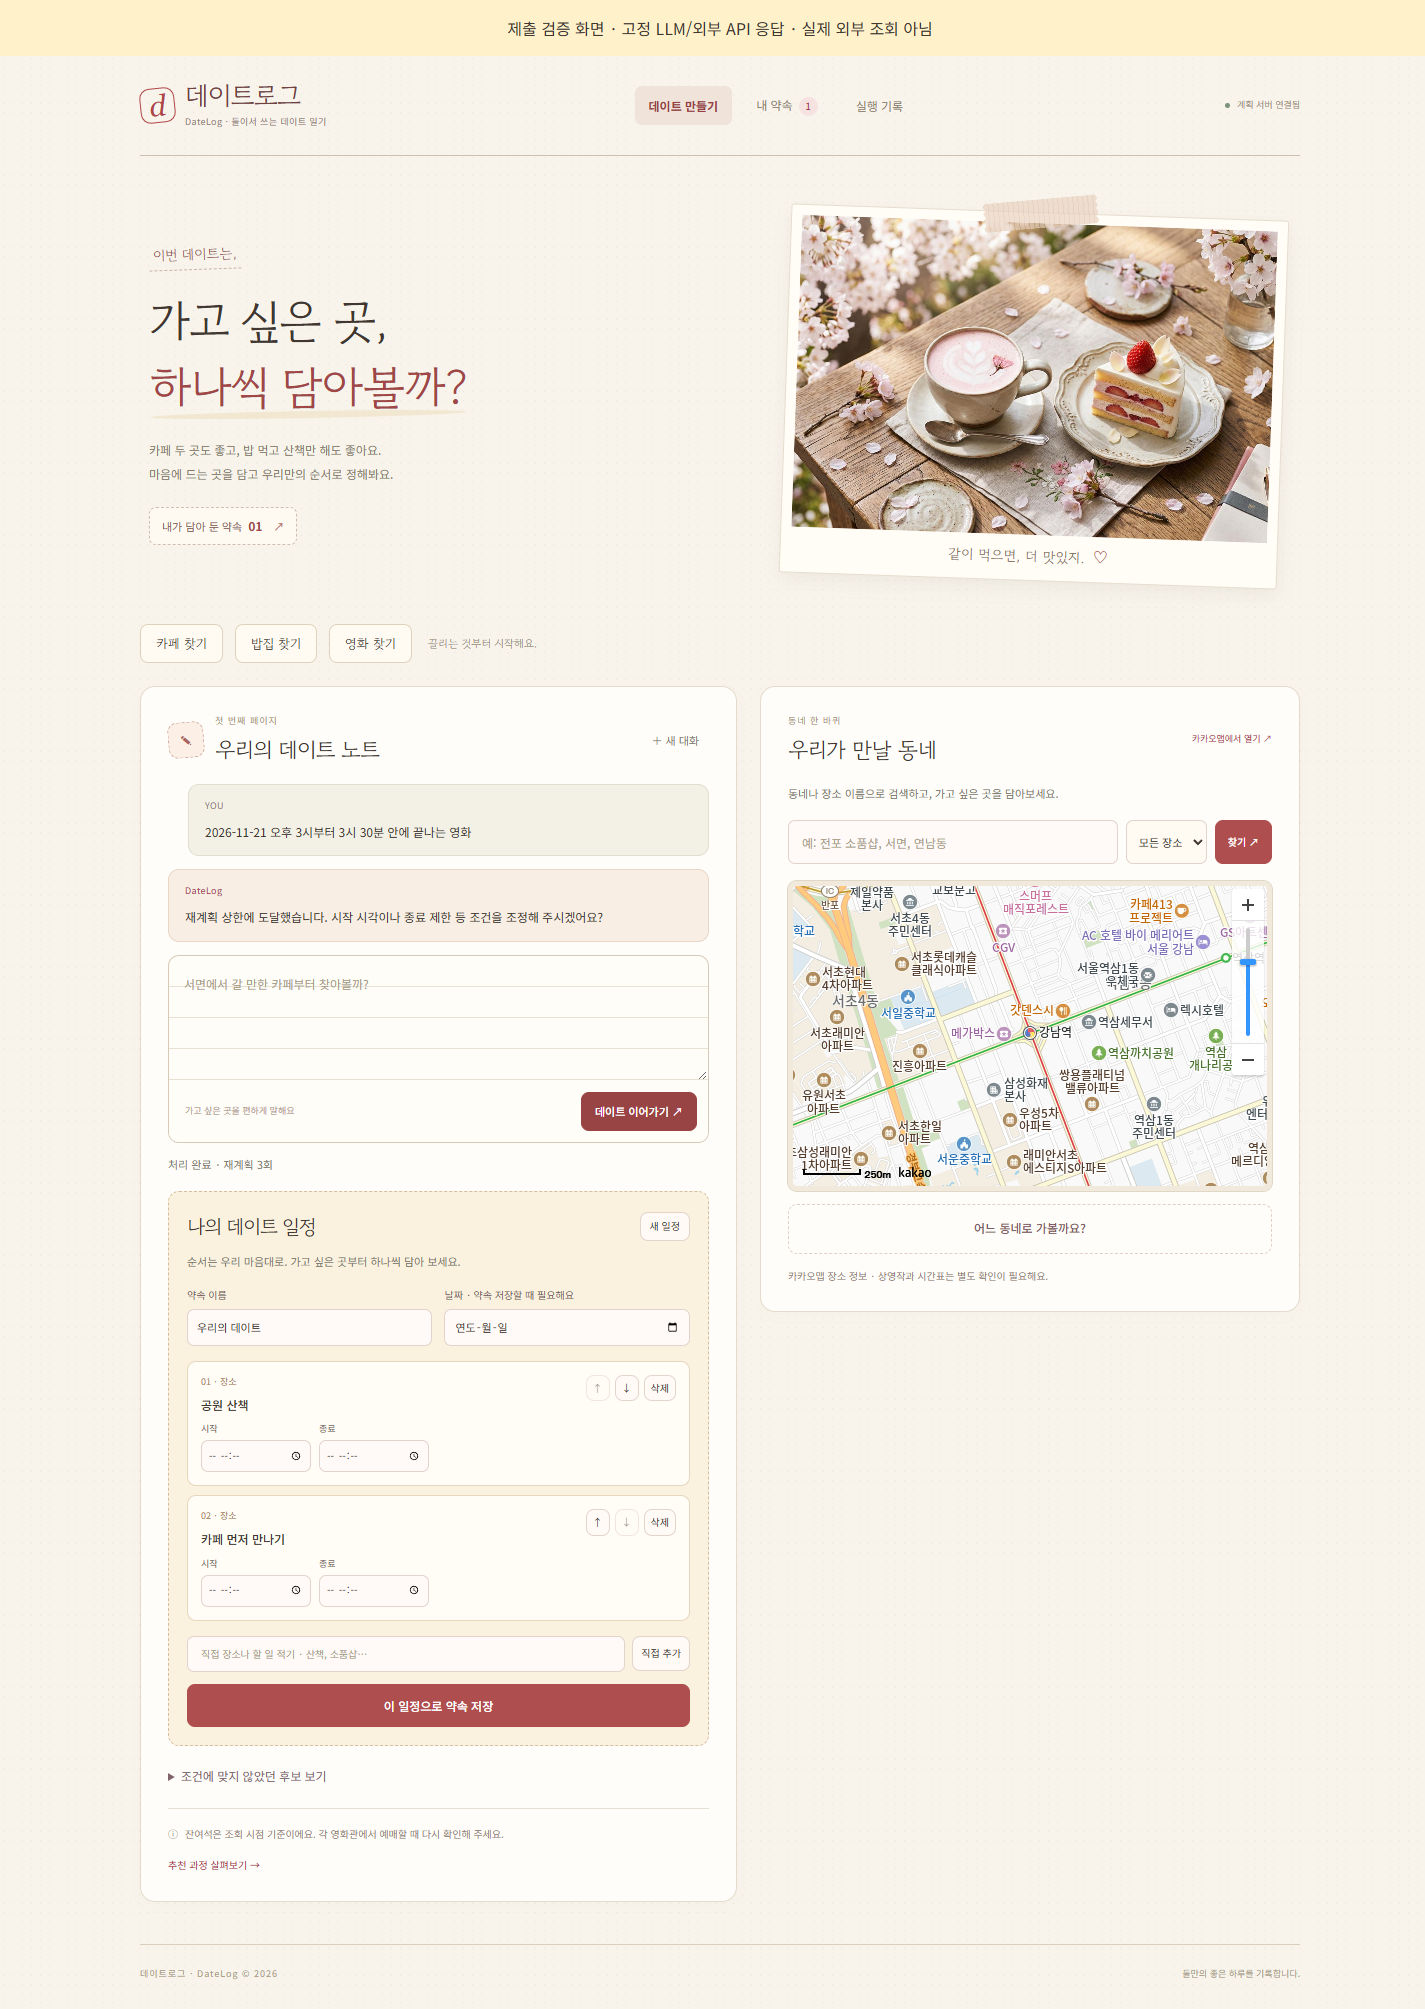 제출 검증 화면 · 고정 LLM/외부 API 응답 · 실제 외부 조회 아님
d
데이트로그
DateLog · 둘이서 쓰는 데이트 일기
데이트 만들기
내 약속 1
실행 기록
계획 서버 연결됨
이번 데이트는,
가고 싶은 곳,
하나씩 담아볼까?
카페 두 곳도 좋고, 밥 먹고 산책만 해도 좋아요.
마음에 드는 곳을 담고 우리만의 순서로 정해봐요.
내가 담아 둔 약속 01 ↗
같이 먹으면, 더 맛있지. ♡
카페 찾기
밥집 찾기
영화 찾기
끌리는 것부터 시작해요.
첫 번째 페이지
우리의 데이트 노트
+ 새 대화
YOU
2026-11-21 오후 3시부터 3시 30분 안에 끝나는 영화
DateLog
재계획 상한에 도달했습니다. 시작 시각이나 종료 제한 등 조건을 조정해 주시겠어요?
서면에서 갈 만한 카페부터 찾아볼까?
가고 싶은 곳을 편하게 말해요
데이트 이어가기 ↗
처리 완료 · 재계획 3회
나의 데이트 일정
새 일정
순서는 우리 마음대로. 가고 싶은 곳부터 하나씩 담아 보세요.
약속 이름
날짜 · 약속 저장할 때 필요해요
우리의 데이트
연도-월-일
01 · 장소
↑ ↓ 삭제
공원 산책
시작
종료
-- --:--
-- --:--
02 · 장소
↑ ↓ 삭제
카페 먼저 만나기
시작
종료
-- --:--
-- --:--
직접 장소나 할 일 적기 · 산책, 소품샵…
직접 추가
이 일정으로 약속 저장
▶ 조건에 맞지 않았던 후보 보기
ⓘ 잔여석은 조회 시점 기준이에요. 각 영화관에서 예매할 때 다시 확인해 주세요.
추천 과정 살펴보기 →
동네 한 바퀴
우리가 만날 동네
카카오맵에서 열기 ↗
동네나 장소 이름으로 검색하고, 가고 싶은 곳을 담아보세요.
예: 전포 소품샵, 서면, 연남동
모든 장소
찾기 ↗
IC
반포
제일약품
본사
교보문고
서초4동
주민센터
스머프
매직포레스트
카페413
프로젝트
학교
CGV
AC 호텔 바이 메리어트
서울 강남
GS
서초현대
4차아파트
서초롯데캐슬
클래식아파트
서울역삼1동
우체국
서초4동
서일중학교
갓덴스시
역삼세무서
렉시호텔
서초래미안
아파트
메가박스
강남역
진흥아파트
역삼까치공원
역삼
개나리공
유원서초
아파트
삼성화재
본사
쌍용플래티넘
밸류아파트
우성5차
아파트
역삼1동
주민센터
엔터
서초한일
아파트
삼성래미안
1차아파트
서운중학교
래미안서초
에스티지S아파트
역삼
메르디
250m
kakao
어느 동네로 가볼까요?
카카오맵 장소 정보 · 상영작과 시간표는 별도 확인이 필요해요.
데이트로그 · DateLog © 2026
둘만의 좋은 하루를 기록합니다.